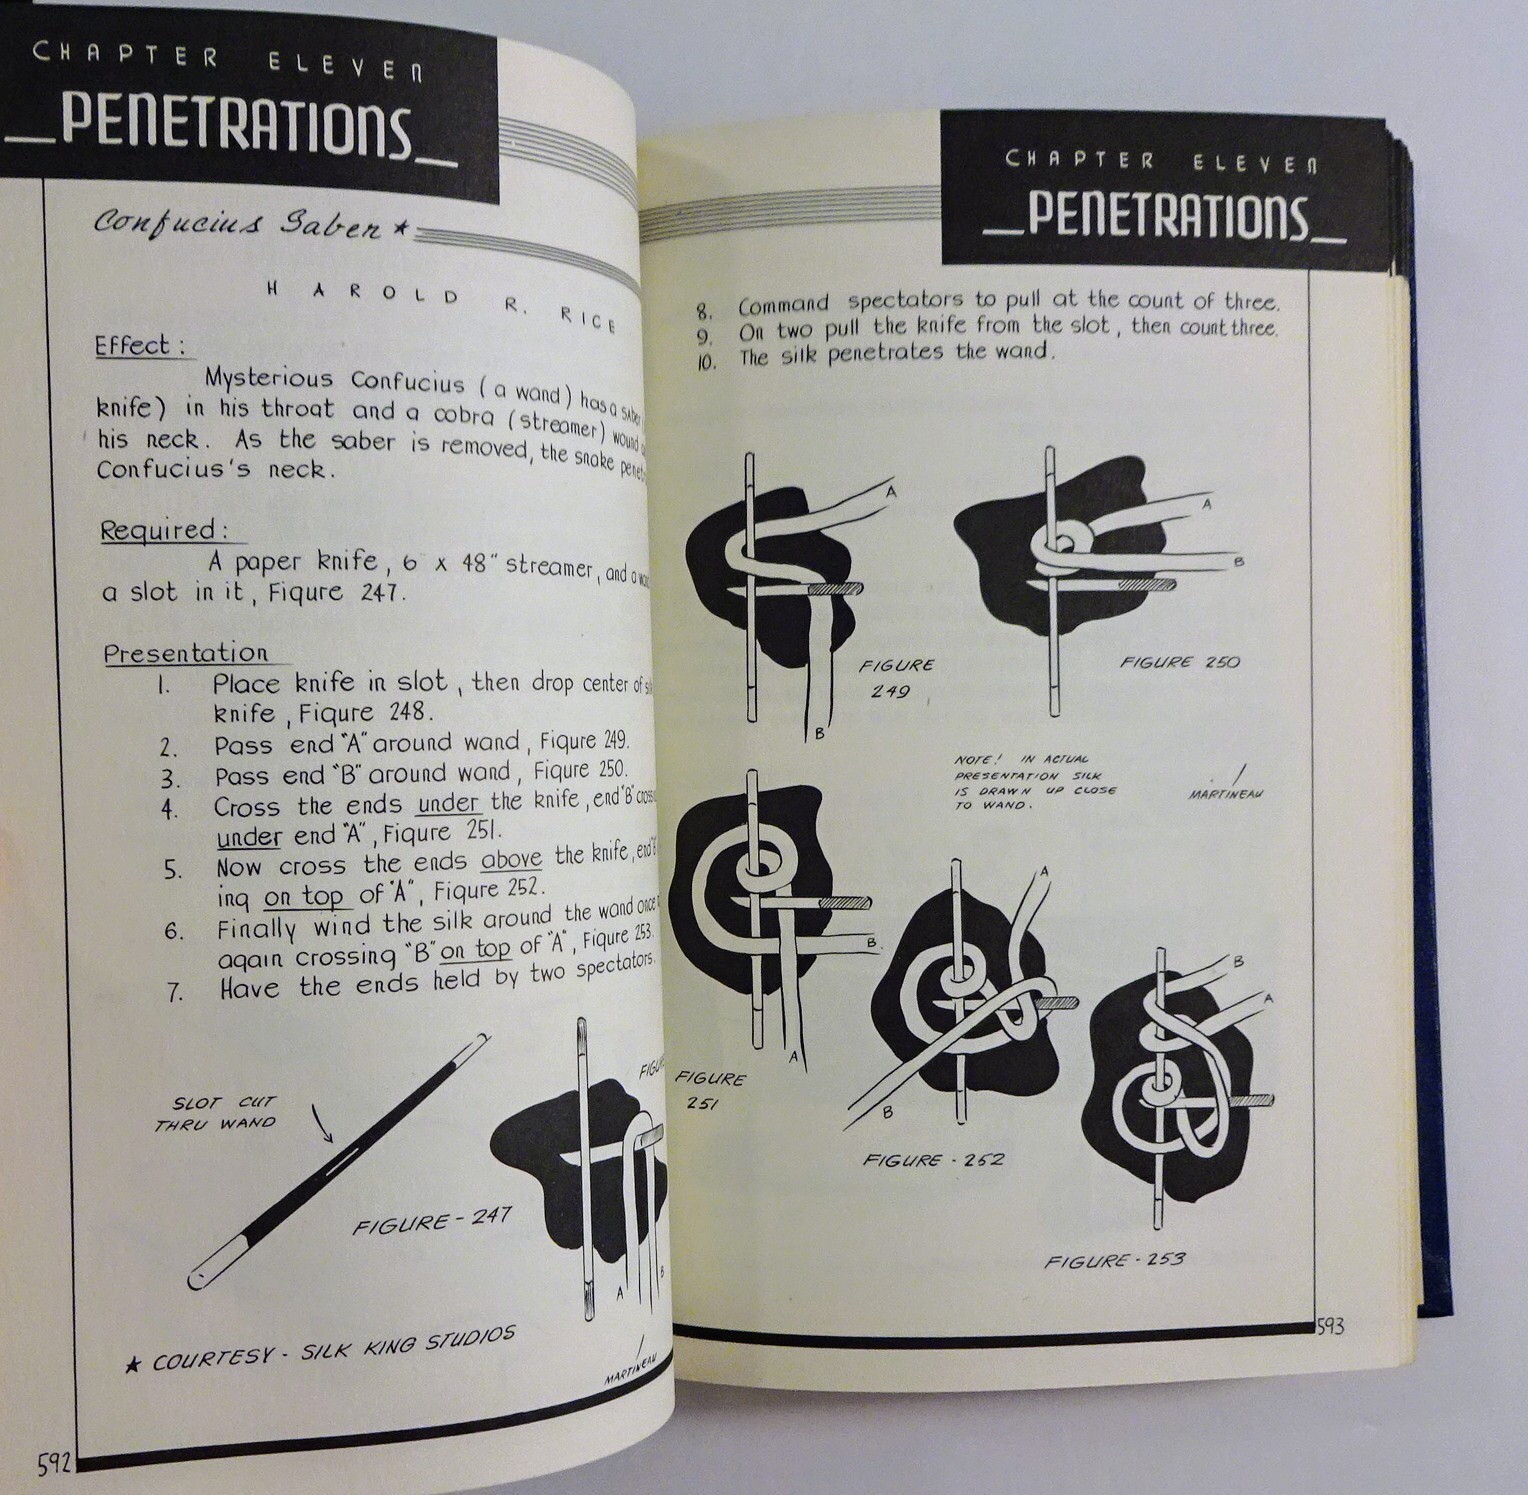 CHAPTER ELEVEN
PENETRATIONS
Confucius Saber ★
HAROLD R. RICE
Effect:
Mysterious Confucius (a wand) has a saber
knife) in his throat and a cobra (streamer) wound
his neck. As the saber is removed, the snake
Confucius's neck.
Required:
A paper knife, 6 x 48" streamer, and a
a slot in it, Figure 247.
Presentation
1. Place knife in slot, then drop center of
knife, Figure 248.
2. Pass end "A" around wand, Figure 249.
3. Pass end "B" around wand, Figure 250.
4. Cross the ends under the knife, end "B"
under end "A", Figure 251.
5. Now cross the ends above the knife, end
ing on top of "A", Figure 252.
6. Finally wind the silk around the wand once
again crossing "B" on top of "A", Figure 253.
7. Have the ends held by two spectators.
SLOT CUT
THRU WAND
FIGURE - 247
A
B
★ COURTESY - SILK KING STUDIOS
MARTINEAU
592
CHAPTER ELEVEN
PENETRATIONS
8. Command spectators to pull at the count of three.
9. On two pull the knife from the slot, then count three.
10. The silk penetrates the wand.
A
B
FIGURE
249
A
B
FIGURE 250
NOTE! IN ACTUAL
PRESENTATION SILK
IS DRAWN UP CLOSE
TO WAND.
MARTINEAU
B
A
FIGURE
251
A
B
FIGURE - 252
B
A
FIGURE - 253
593